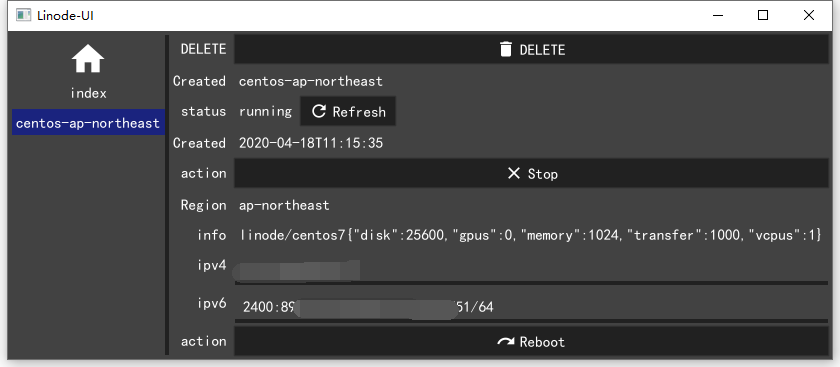 Linode-UI
index
centos-ap-northeast
DELETE DELETE
Created centos-ap-northeast
status running Refresh
Created 2020-04-18T11:15:35
action Stop
Region ap-northeast
info linode/centos7{"disk":25600,"gpus":0,"memory":1024,"transfer":1000,"vcpus":1}
ipv4
ipv6 2400:89 51/64
action Reboot